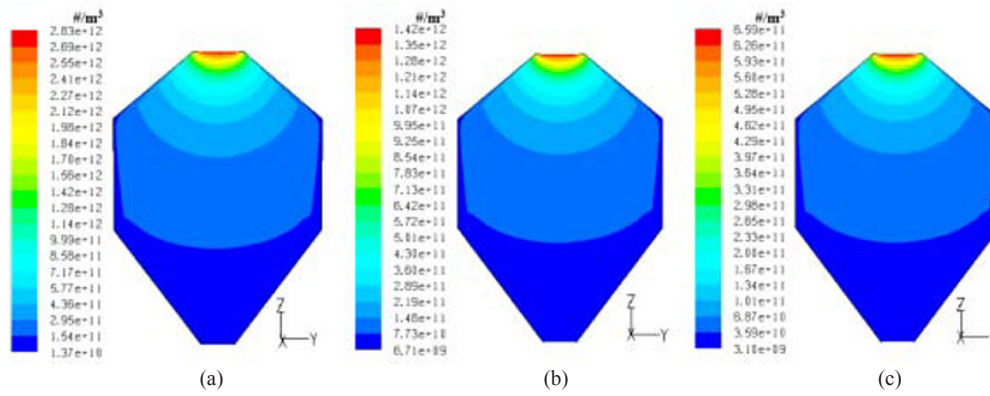 #/m³
2.83e+12
2.69e+12
2.55e+12
2.41e+12
2.27e+12
2.12e+12
1.98e+12
1.84e+12
1.70e+12
1.56e+12
1.42e+12
1.28e+12
1.14e+12
9.99e+11
8.58e+11
7.17e+11
5.77e+11
4.36e+11
2.95e+11
1.54e+11
1.37e+10
Z
X
Y
(a)
#/m³
1.42e+12
1.35e+12
1.28e+12
1.21e+12
1.14e+12
1.07e+12
9.95e+11
9.25e+11
8.54e+11
7.83e+11
7.13e+11
6.42e+11
5.72e+11
5.01e+11
4.30e+11
3.60e+11
2.89e+11
2.19e+11
1.48e+11
7.73e+10
6.71e+09
Z
X
Y
(b)
#/m³
6.59e+11
6.26e+11
5.93e+11
5.60e+11
5.28e+11
4.95e+11
4.62e+11
4.29e+11
3.97e+11
3.64e+11
3.31e+11
2.98e+11
2.65e+11
2.33e+11
2.00e+11
1.67e+11
1.34e+11
1.01e+11
6.87e+10
3.59e+10
3.10e+09
Z
X
Y
(c)